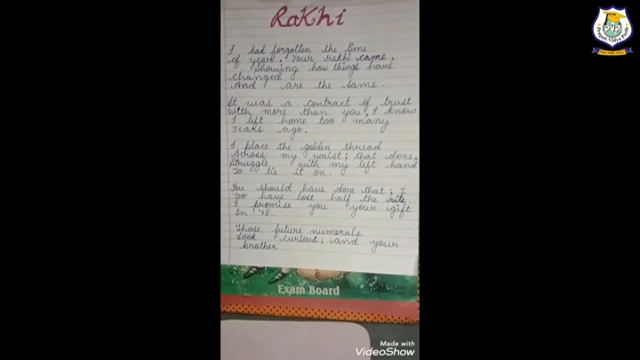 RaKhi
I had forgotten the time
of year. Your rakhi came.
Showing how things have
changed
And are the same.
It was a contract of trust
With more than you. I know
I left home too many
Years ago.
I place the golden thread
Across my wrist; that done,
Struggle with my left hand
To tie it on.
You should have done that; I
Too have lost half the rite,
I promise you your gift
In '78.
Those future numerals
Look curious; and your
brother
Exam Board
Made with
VideoShow